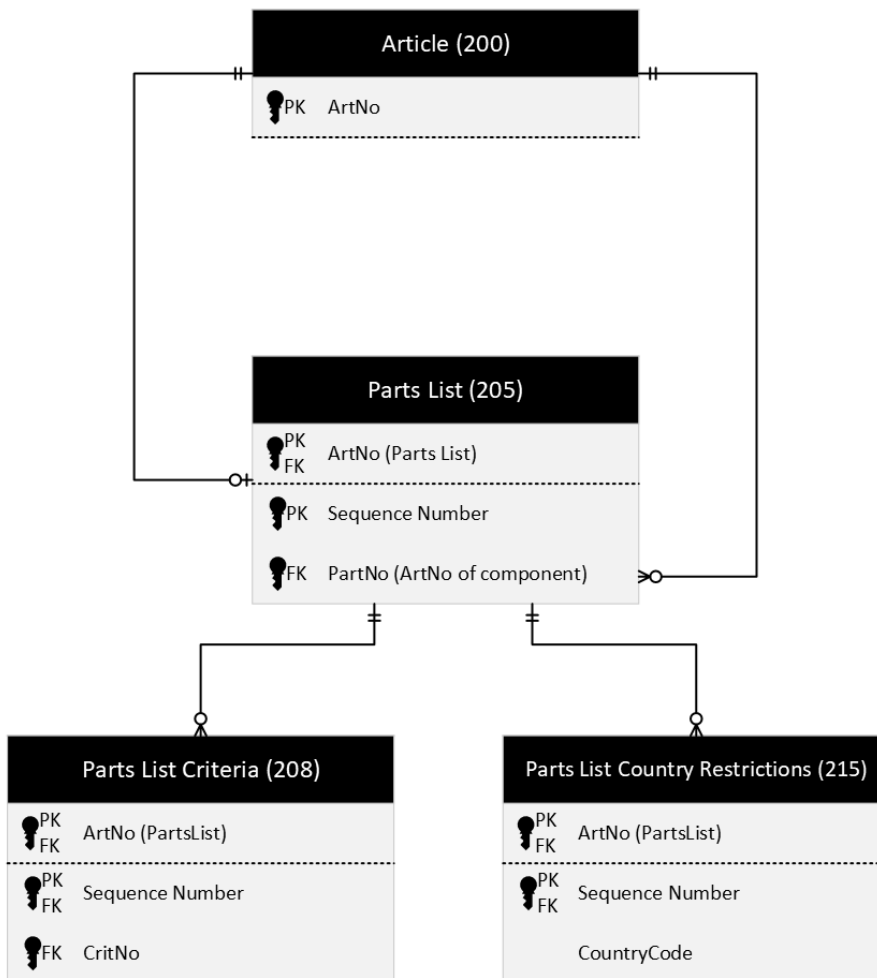 Article (200)
PK ArtNo
Parts List (205)
PK
FK ArtNo (Parts List)
PK Sequence Number
FK PartNo (ArtNo of component)
Parts List Criteria (208)
PK
FK ArtNo (PartsList)
PK
FK Sequence Number
FK CritNo
Parts List Country Restrictions (215)
PK
FK ArtNo (PartsList)
PK
FK Sequence Number
CountryCode